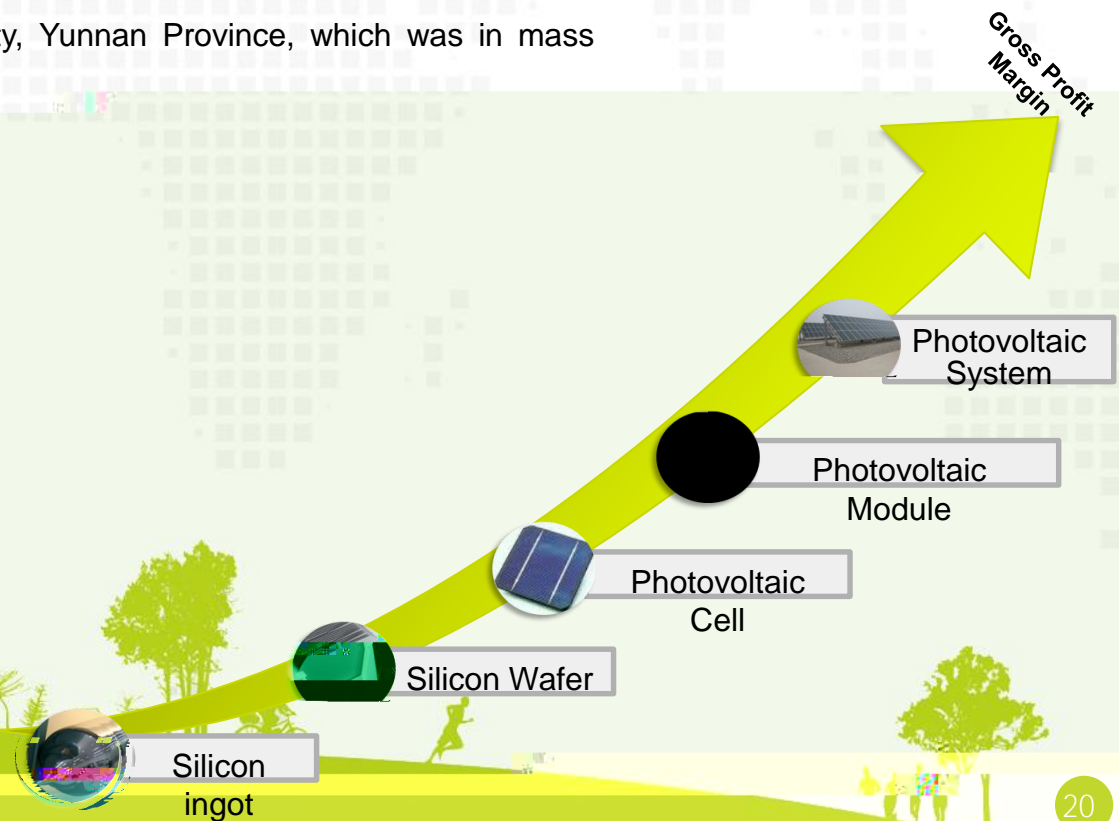 ty, Yunnan Province, which was in mass
Gross Profit
Margin
Photovoltaic
System
Photovoltaic
Module
Photovoltaic
Cell
Silicon Wafer
Silicon
ingot
20